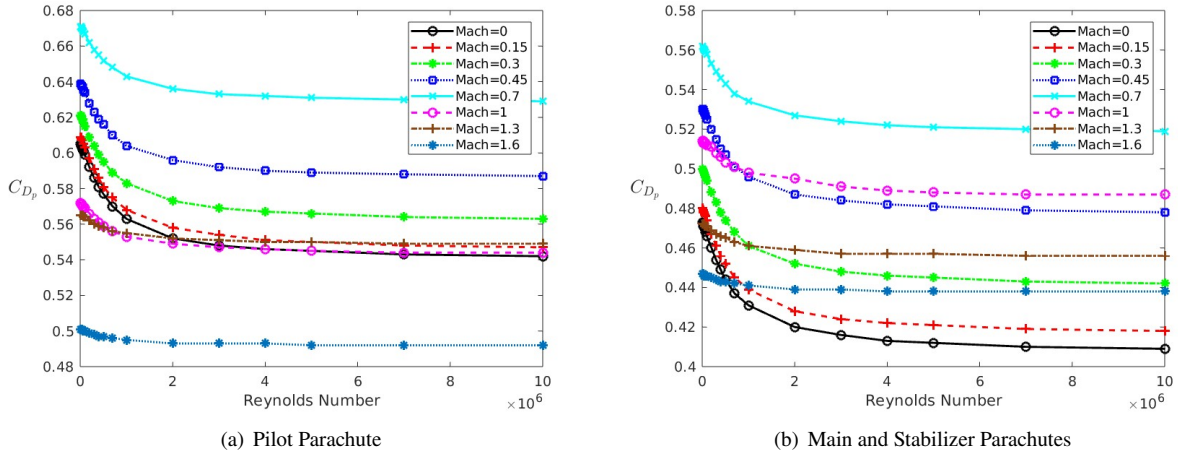 0.68
0.66
0.64
0.62
0.6
0.58
0.56
0.54
0.52
0.5
0.48
C_{D_p}
Mach=0
Mach=0.15
Mach=0.3
Mach=0.45
Mach=0.7
Mach=1
Mach=1.3
Mach=1.6
0 2 4 6 8 10
Reynolds Number ×10^6
(a) Pilot Parachute
0.58
0.56
0.54
0.52
0.5
0.48
0.46
0.44
0.42
0.4
C_{D_p}
Mach=0
Mach=0.15
Mach=0.3
Mach=0.45
Mach=0.7
Mach=1
Mach=1.3
Mach=1.6
0 2 4 6 8 10
Reynolds Number ×10^6
(b) Main and Stabilizer Parachutes